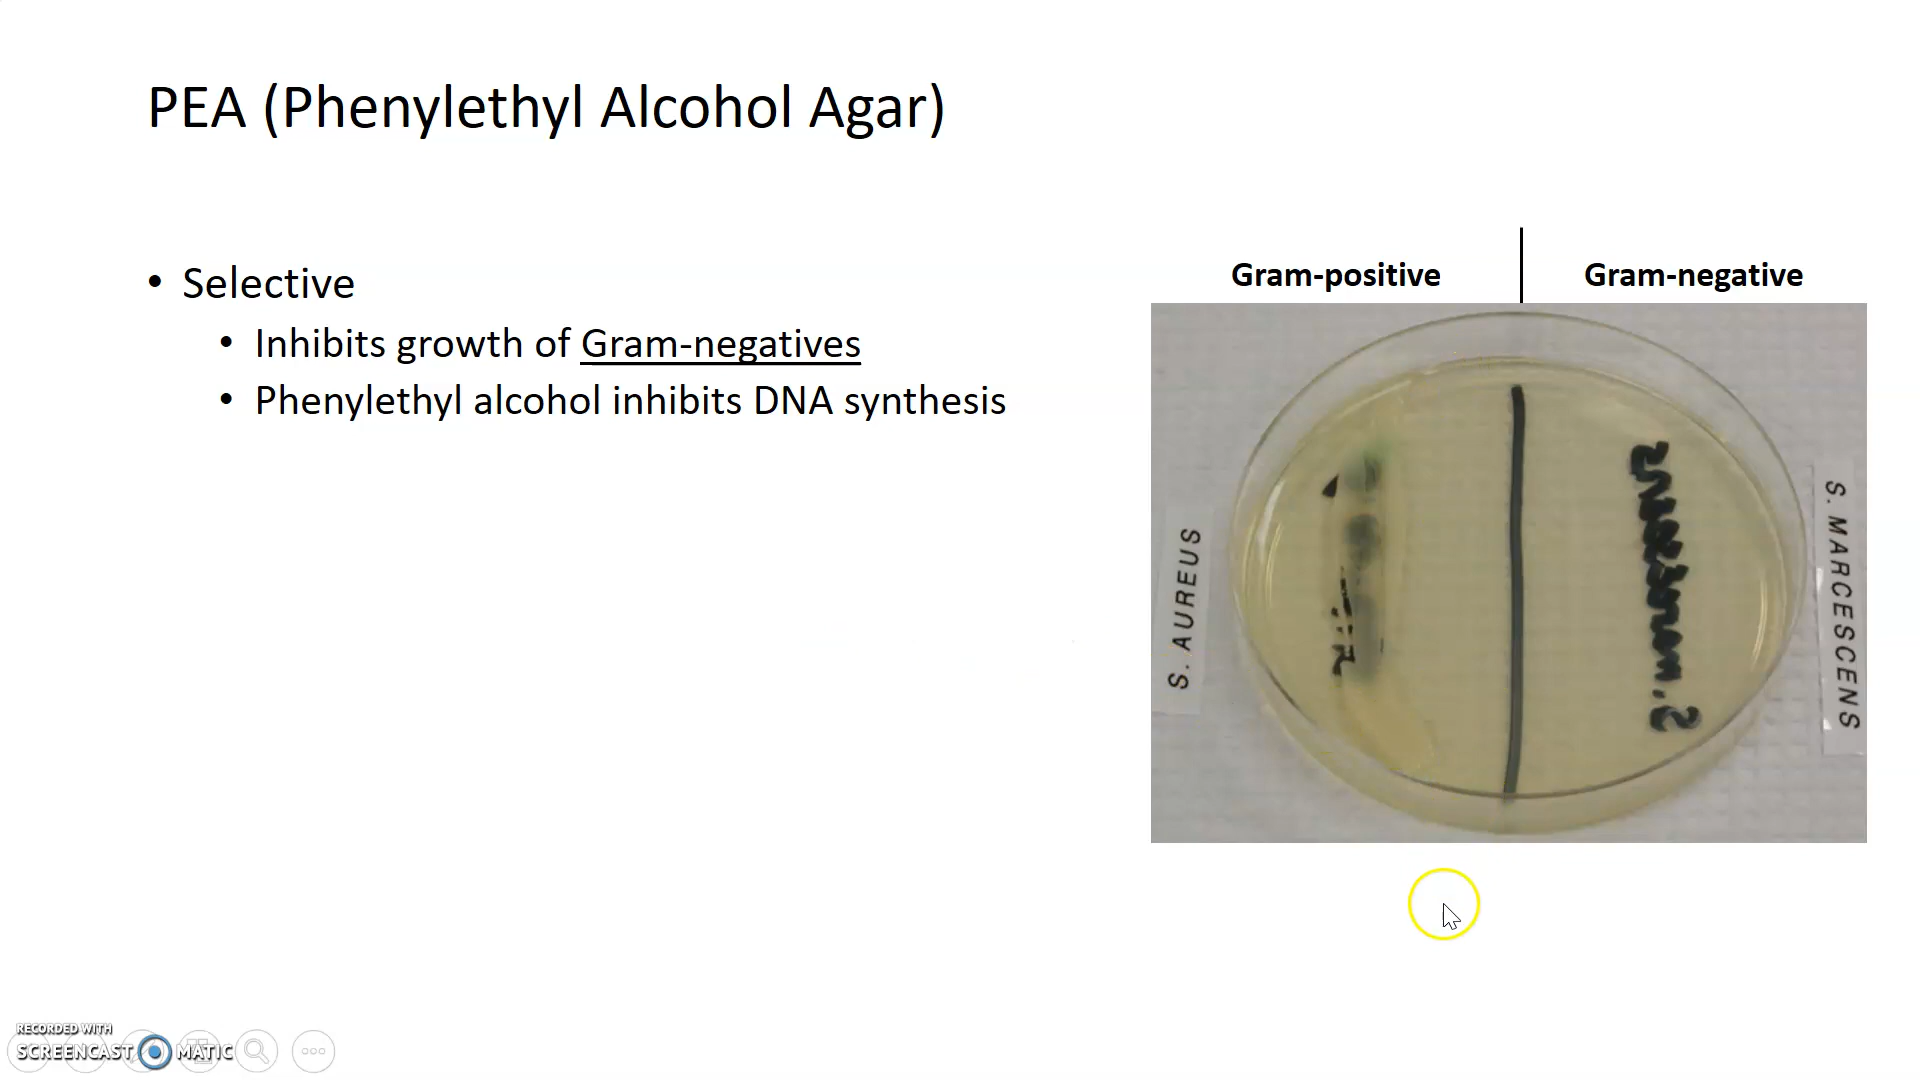 PEA (Phenylethyl Alcohol Agar)
• Selective
• Inhibits growth of Gram-negatives
• Phenylethyl alcohol inhibits DNA synthesis
Gram-positive
Gram-negative
S. AUREUS
S. MARCESCENS
RECORDED WITH
SCREENCAST MATIC